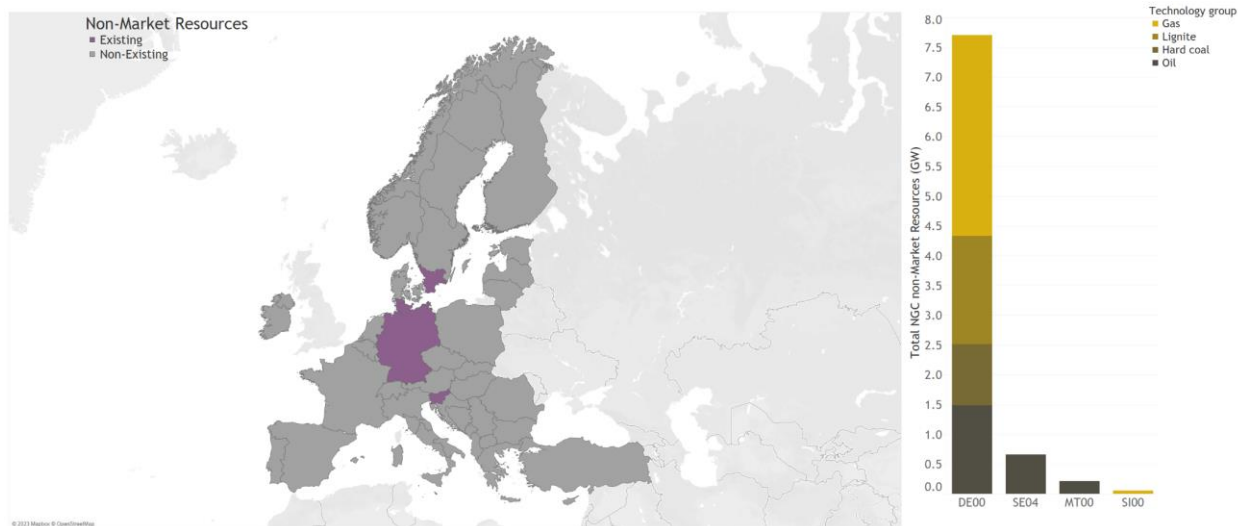 Non-Market Resources
Existing
Non-Existing
© 2023 Mapbox © OpenStreetMap
Technology group
Gas
Lignite
Hard coal
Oil
Total NGC non-Market Resources (GW)
8.0
7.5
7.0
6.5
6.0
5.5
5.0
4.5
4.0
3.5
3.0
2.5
2.0
1.5
1.0
0.5
0.0
DE00 SE04 MT00 SI00